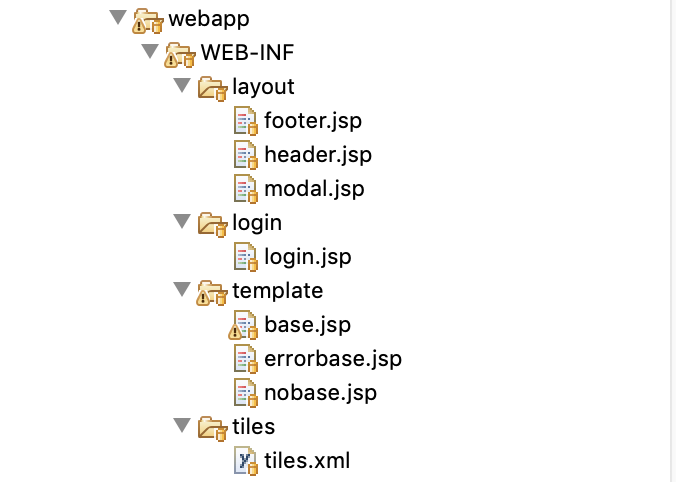 webapp
WEB-INF
layout
footer.jsp
header.jsp
modal.jsp
login
login.jsp
template
base.jsp
errorbase.jsp
nobase.jsp
tiles
tiles.xml